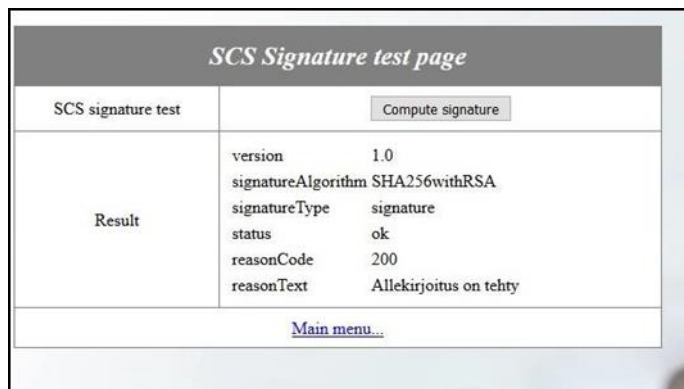 SCS Signature test page
SCS signature test
Compute signature
Result
version 1.0
signatureAlgorithm SHA256withRSA
signatureType signature
status ok
reasonCode 200
reasonText Allekirjoitus on tehty
Main menu...